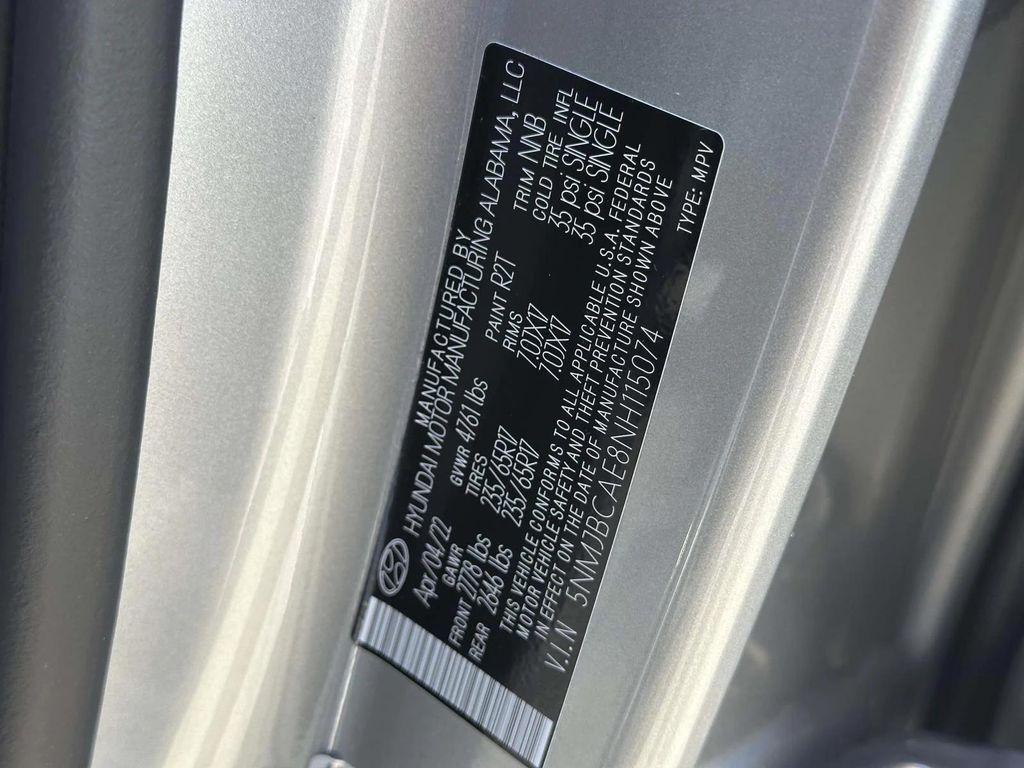 MANUFACTURED BY
HYUNDAI MOTOR MANUFACTURING ALABAMA, LLC
Apr/04/22 GVWR 4761 lbs PAINT R2T TRIM NNB
GAWR TIRES RIMS COLD TIRE INFL
FRONT 2778 lbs 235/65R17 7.0JX17 35 psi SINGLE
REAR 2646 lbs 235/65R17 7.0JX17 35 psi SINGLE
THIS VEHICLE CONFORMS TO ALL APPLICABLE U.S.A. FEDERAL
MOTOR VEHICLE SAFETY AND THEFT PREVENTION STANDARDS
IN EFFECT ON THE DATE OF MANUFACTURE SHOWN ABOVE
V.I.N 5NMJBCAE8NH115074 TYPE: MPV